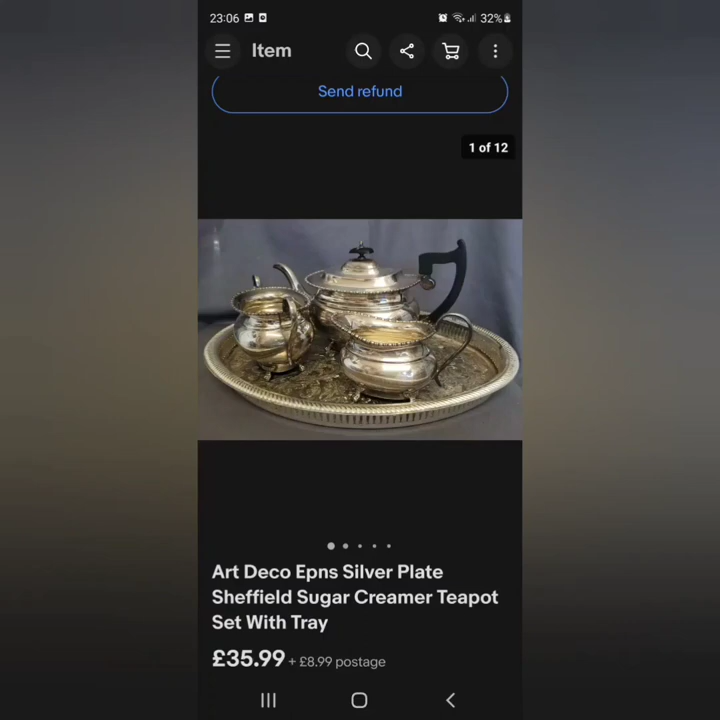 23:06 32%
Item
Send refund
1 of 12
Art Deco Epns Silver Plate
Sheffield Sugar Creamer Teapot
Set With Tray
£35.99 + £8.99 postage